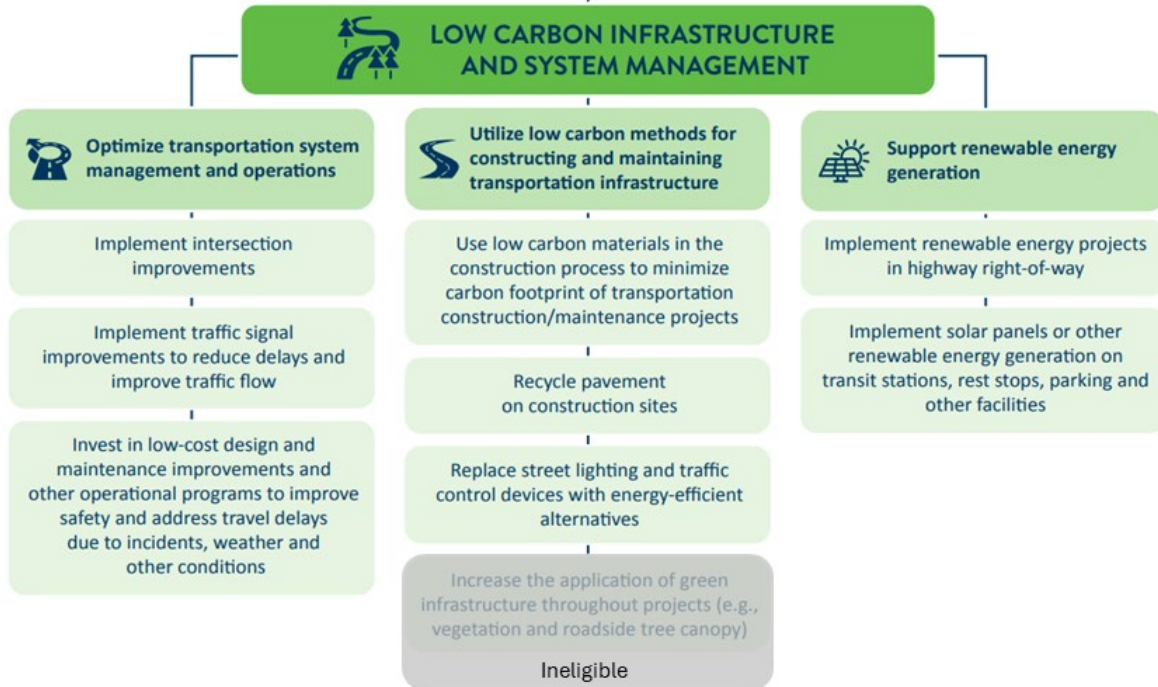 LOW CARBON INFRASTRUCTURE
AND SYSTEM MANAGEMENT
Optimize transportation system
management and operations
Implement intersection
improvements
Implement traffic signal
improvements to reduce delays and
improve traffic flow
Invest in low-cost design and
maintenance improvements and
other operational programs to improve
safety and address travel delays
due to incidents, weather and
other conditions
Utilize low carbon methods for
constructing and maintaining
transportation infrastructure
Use low carbon materials in the
construction process to minimize
carbon footprint of transportation
construction/maintenance projects
Recycle pavement
on construction sites
Replace street lighting and traffic
control devices with energy-efficient
alternatives
Increase the application of green
infrastructure throughout projects (e.g.,
vegetation and roadside tree canopy)
Ineligible
Support renewable energy
generation
Implement renewable energy projects
in highway right-of-way
Implement solar panels or other
renewable energy generation on
transit stations, rest stops, parking and
other facilities